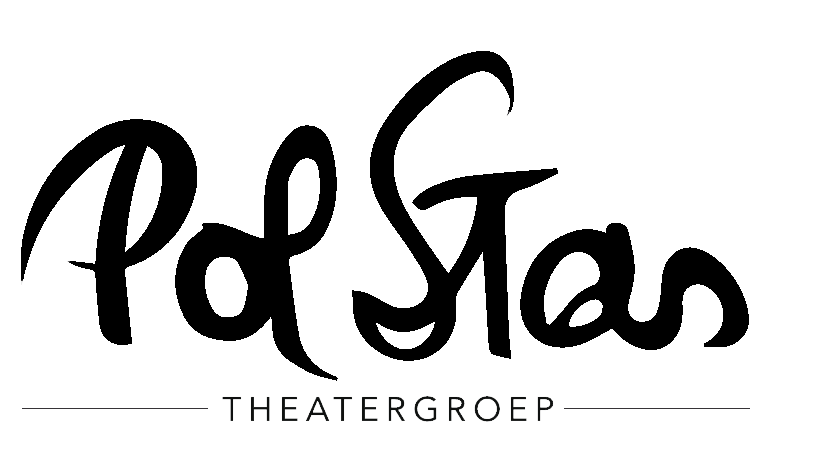 Pol Stas
THEATERGROEP